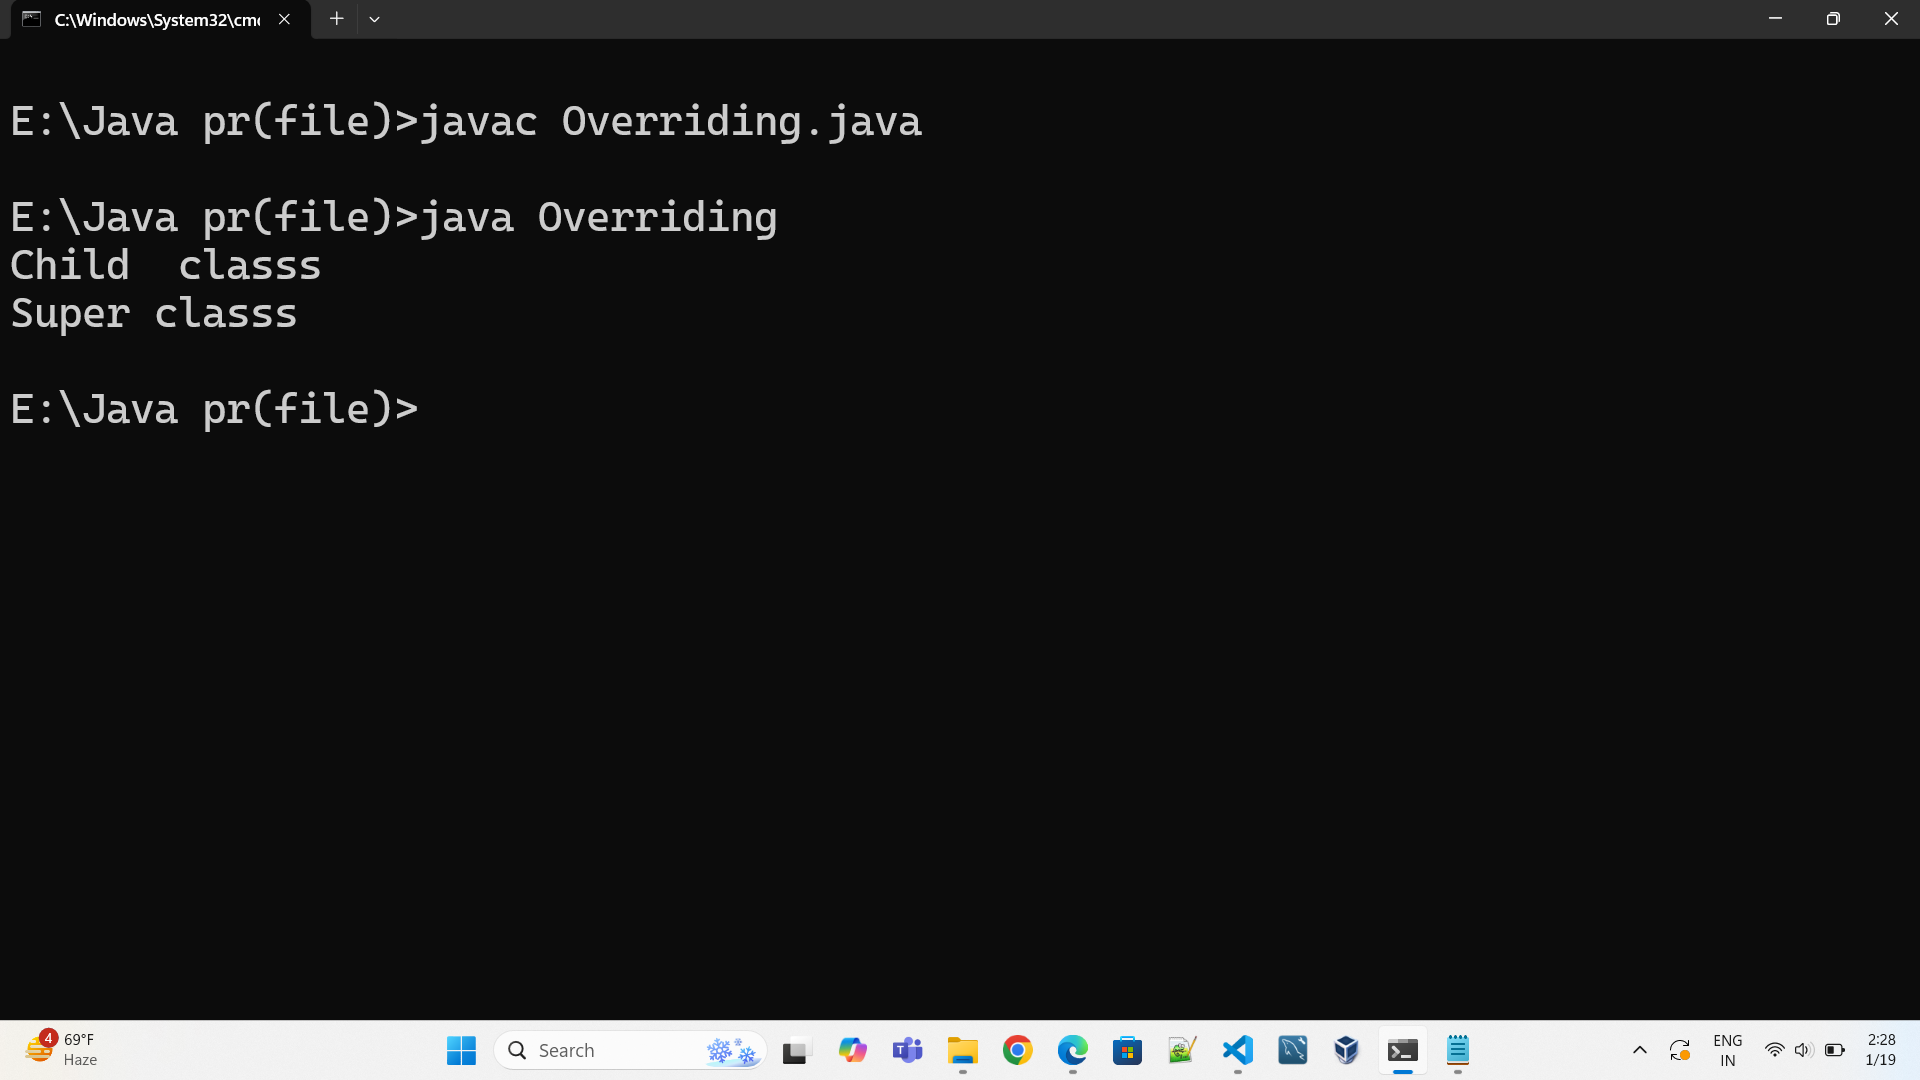 C:\Windows\System32\cm
E:\Java pr(file)>javac Overriding.java
E:\Java pr(file)>java Overriding
Child  classs
Super classs
E:\Java pr(file)>
4
69°F
Haze
Search
ENG
IN
2:28
1/19